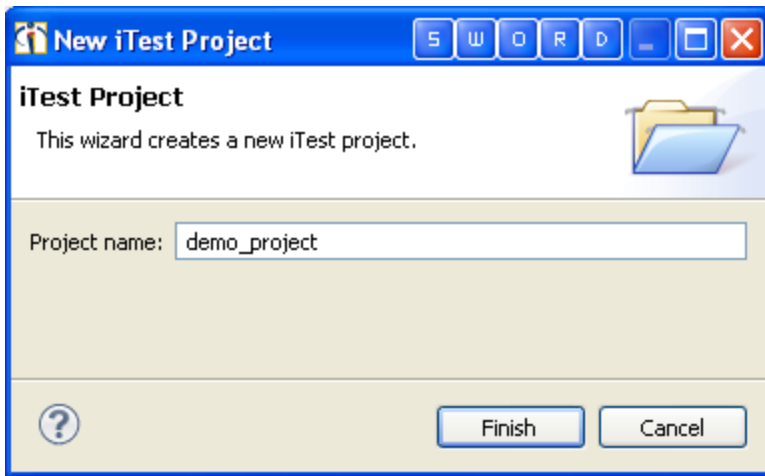 New iTest Project S W O R D
iTest Project
This wizard creates a new iTest project.
Project name: demo_project
? Finish Cancel